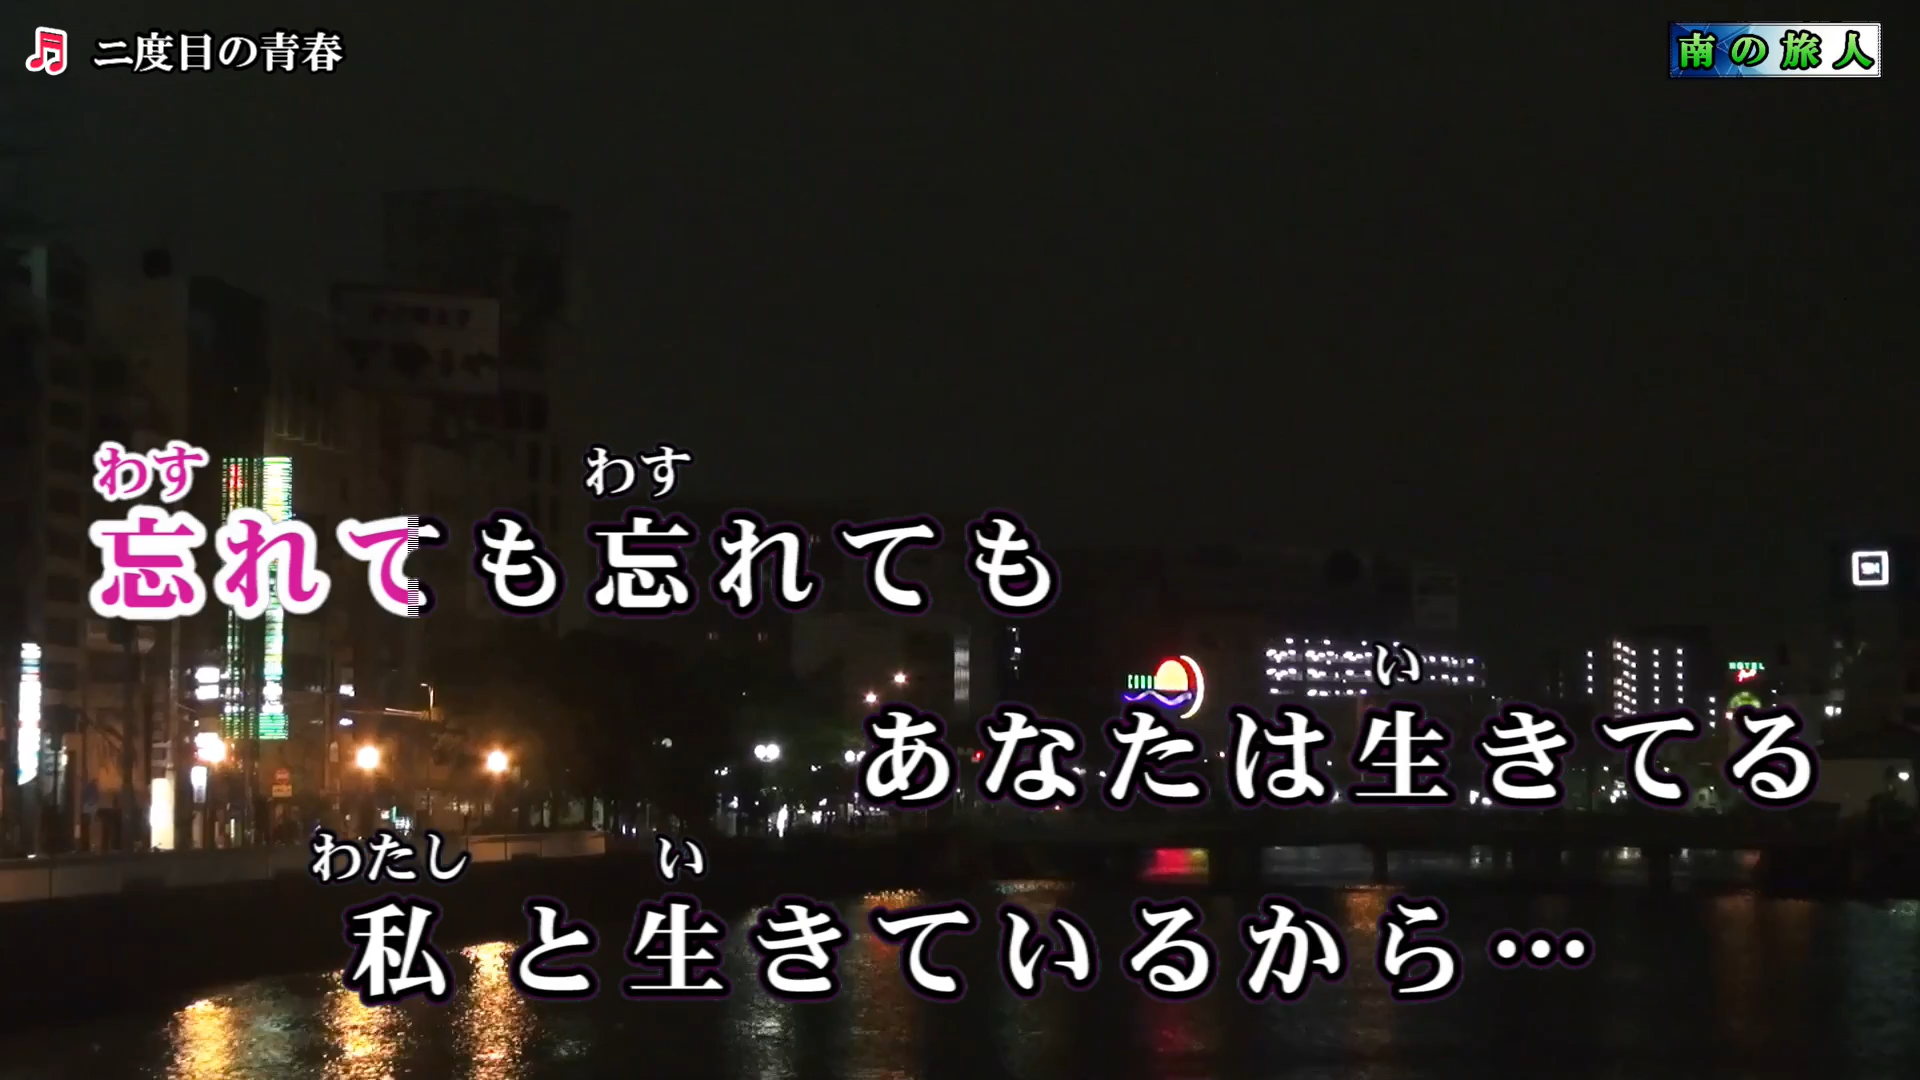 二度目の青春
南の旅人
わす わす
忘れても忘れても
い
あなたは生きてる
わたし い
私と生きているから…
HOTEL